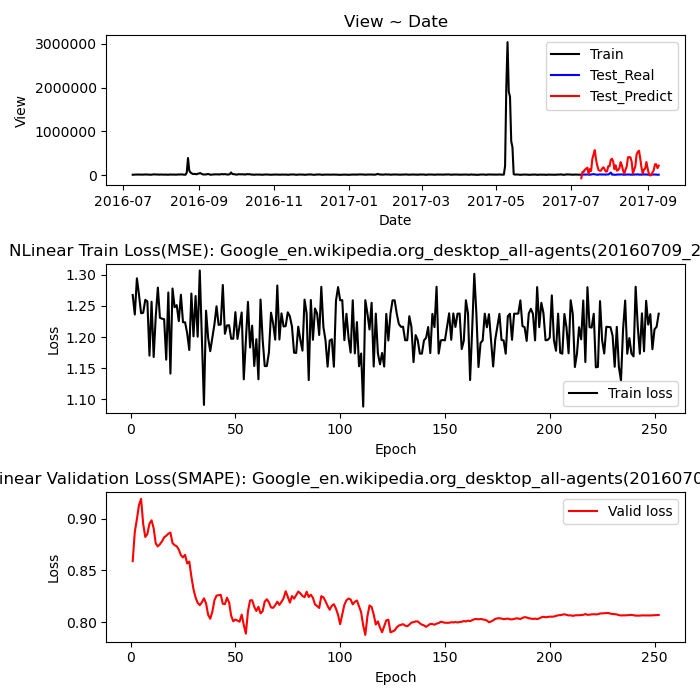 View ~ Date
3000000
2000000
1000000
0
View
Train
Test_Real
Test_Predict
2016-07 2016-09 2016-11 2017-01 2017-03 2017-05 2017-07 2017-09
Date
NLinear Train Loss(MSE): Google_en.wikipedia.org_desktop_all-agents(20160709_2
1.30
1.25
1.20
1.15
1.10
Loss
Train loss
0 50 100 150 200 250
Epoch
inear Validation Loss(SMAPE): Google_en.wikipedia.org_desktop_all-agents(2016070
0.90
0.85
0.80
Loss
Valid loss
0 50 100 150 200 250
Epoch